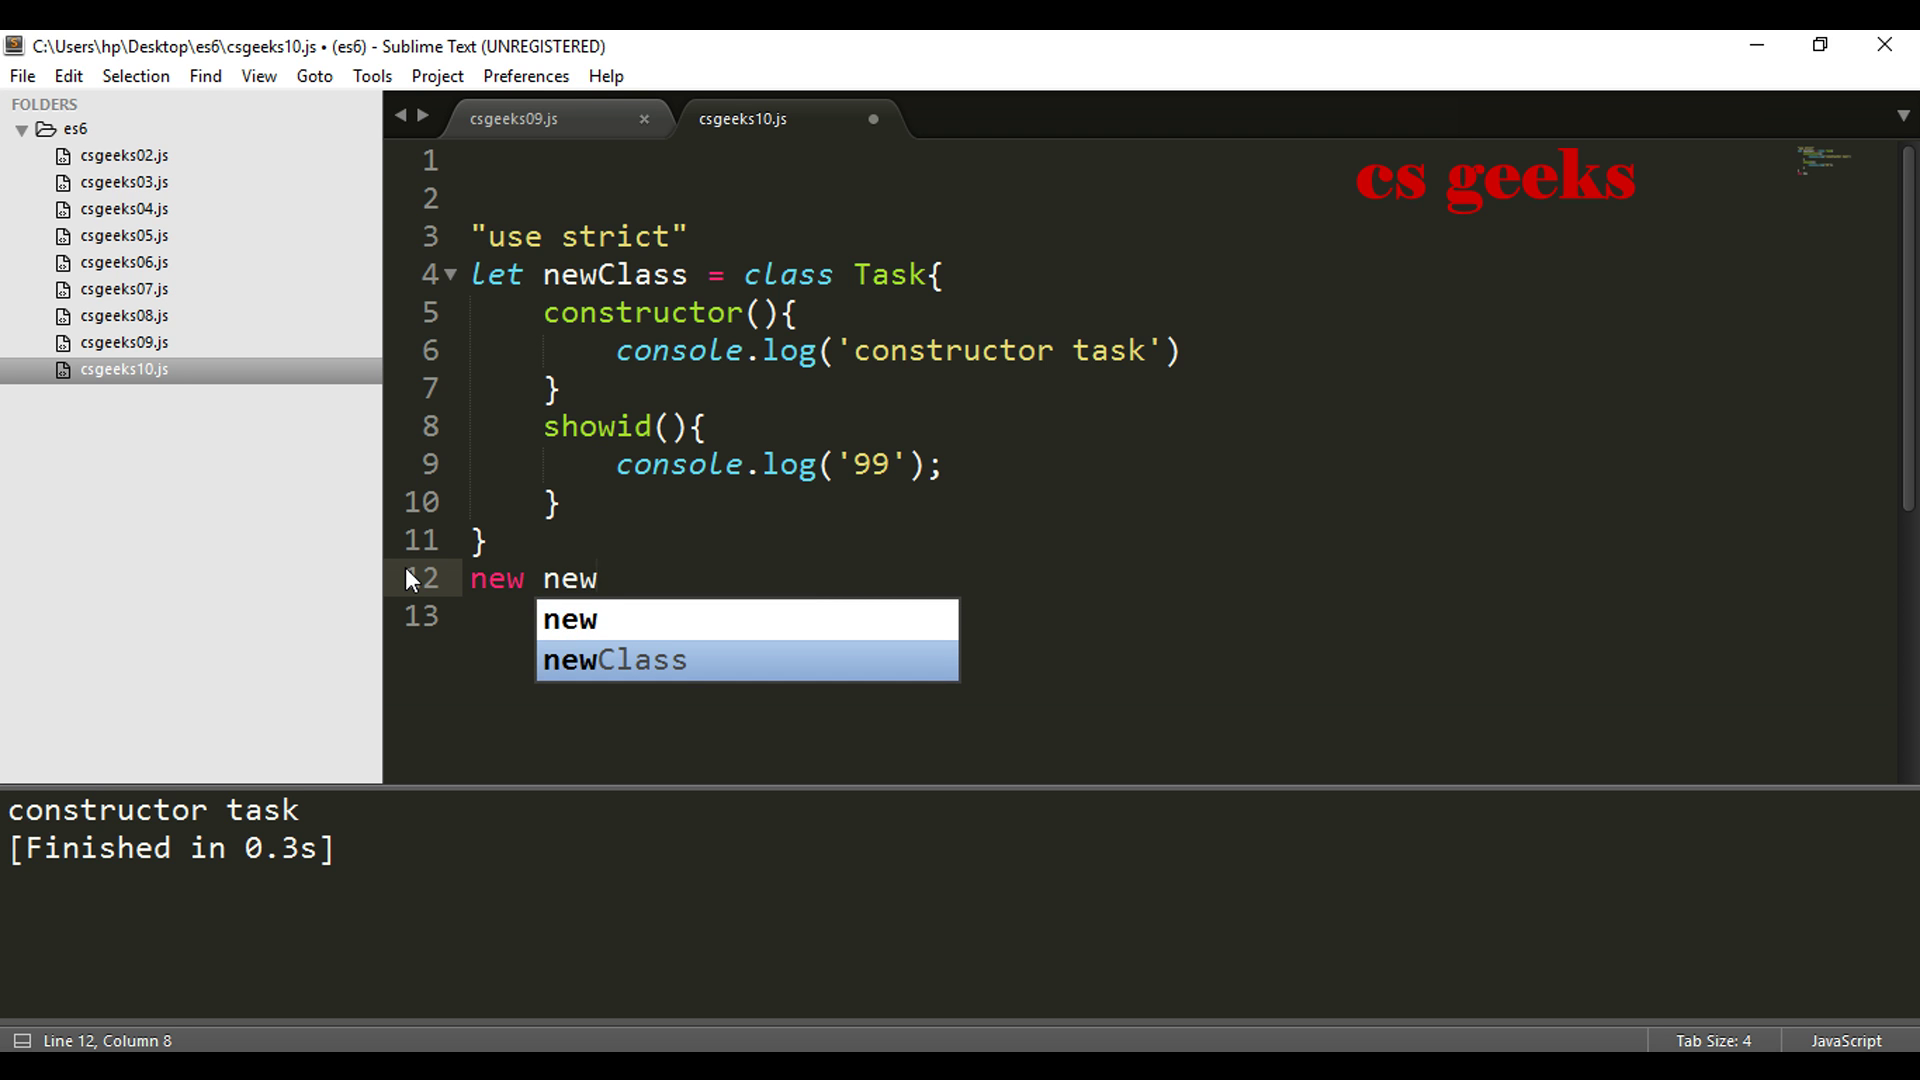 C:\Users\hp\Desktop\es6\csgeeks10.js • (es6) - Sublime Text (UNREGISTERED)
File Edit Selection Find View Goto Tools Project Preferences Help
FOLDERS
es6
csgeeks02.js
csgeeks03.js
csgeeks04.js
csgeeks05.js
csgeeks06.js
csgeeks07.js
csgeeks08.js
csgeeks09.js
csgeeks10.js
csgeeks09.js × csgeeks10.js
cs geeks
1
2
3 "use strict"
4 let newClass = class Task{
5 constructor(){
6 console.log('constructor task')
7 }
8 showid(){
9 console.log('99');
10 }
11 }
12 new new
13
new
newClass
constructor task
[Finished in 0.3s]
Line 12, Column 8 Tab Size: 4 JavaScript